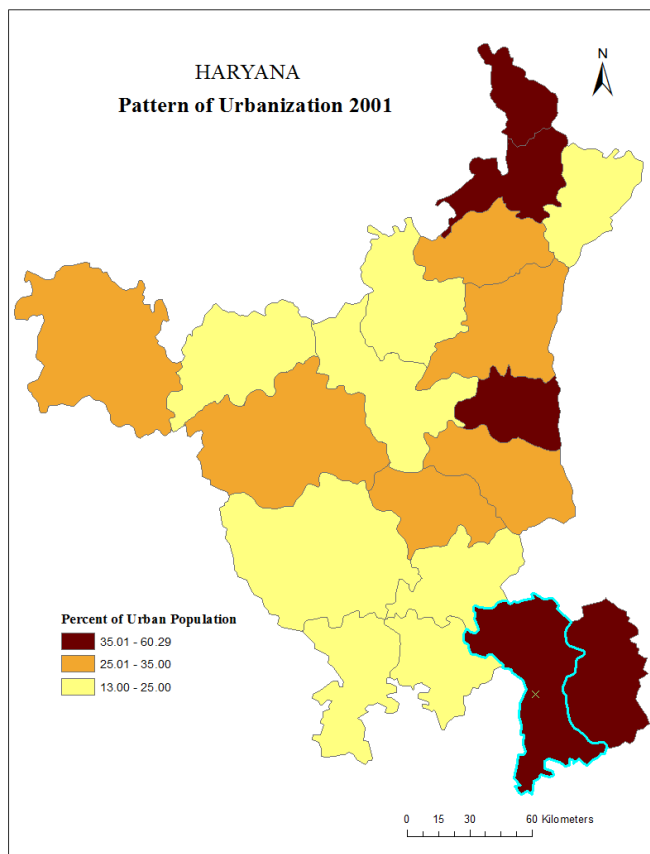 HARYANA
Pattern of Urbanization 2001
N
Percent of Urban Population
35.01 - 60.29
25.01 - 35.00
13.00 - 25.00
0 15 30 60 Kilometers